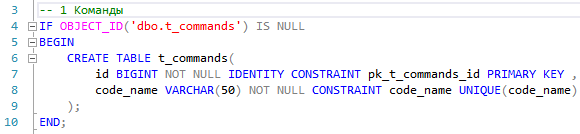 3 -- 1 Команды
4 IF OBJECT_ID('dbo.t_commands') IS NULL
5 BEGIN
6 CREATE TABLE t_commands(
7 id BIGINT NOT NULL IDENTITY CONSTRAINT pk_t_commands_id PRIMARY KEY ,
8 code_name VARCHAR(50) NOT NULL CONSTRAINT code_name UNIQUE(code_name)
9 );
10 END;